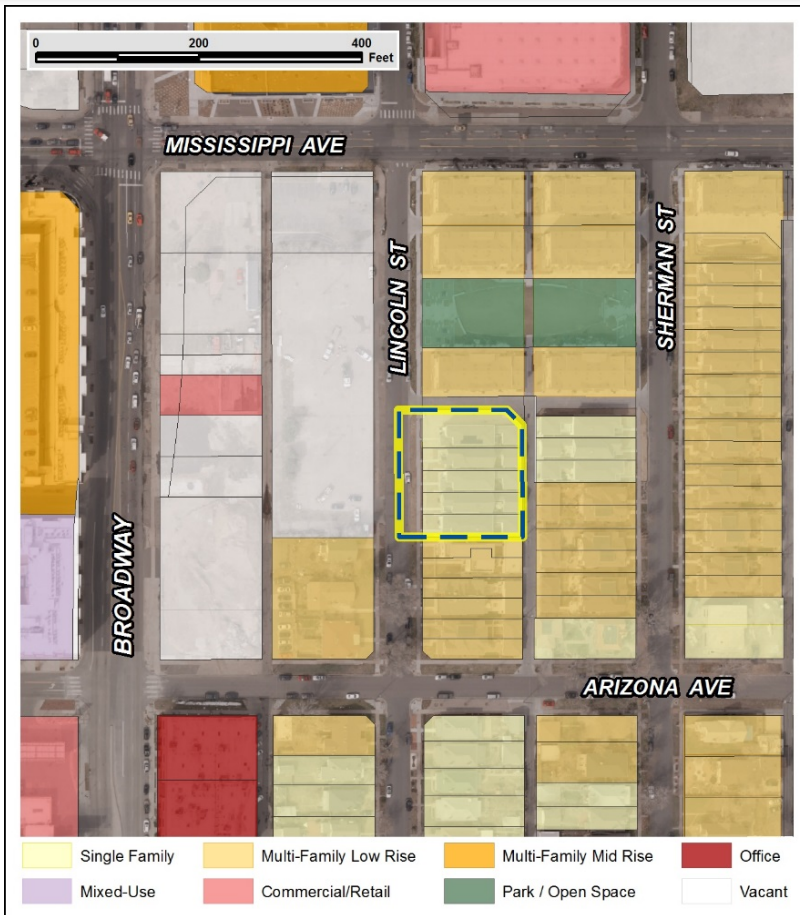 0 200 400
Feet
MISSISSIPPI AVE
LINCOLN ST
SHERMAN ST
BROADWAY
ARIZONA AVE
Single Family Multi-Family Low Rise Multi-Family Mid Rise Office
Mixed-Use Commercial/Retail Park / Open Space Vacant